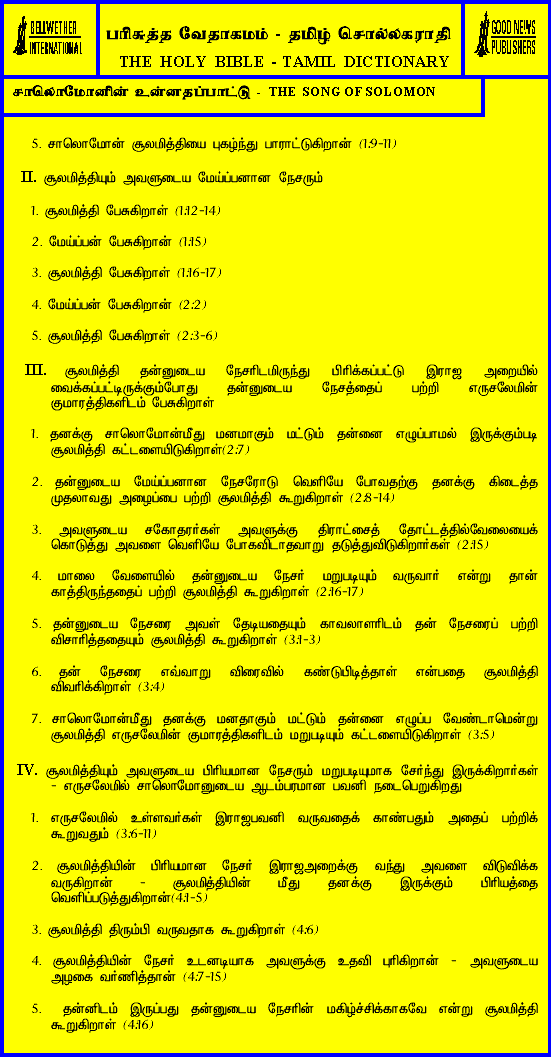 BELLWETHER
INTERNATIONAL
பரிசுத்த வேதாகமம் - தமிழ் சொல்லகராதி
THE HOLY BIBLE - TAMIL DICTIONARY
GOOD NEWS
PUBLISHERS
சாலொமோனின் உன்னதப்பாட்டு - THE SONG OF SOLOMON
5. சாலொமோன் சூலமித்தியை புகழ்ந்து பாராட்டுகிறான் (1:9-11)
II. சூலமித்தியும் அவளுடைய மேய்ப்பனான நேசரும்
1. சூலமித்தி பேசுகிறாள் (1:12-14)
2. மேய்ப்பன் பேசுகிறான் (1:15)
3. சூலமித்தி பேசுகிறாள் (1:16-17)
4. மேய்ப்பன் பேசுகிறான் (2:2)
5. சூலமித்தி பேசுகிறாள் (2:3-6)
III. சூலமித்தி தன்னுடைய நேசரிடமிருந்து பிரிக்கப்பட்டு இராஜ அறையில்
வைக்கப்பட்டிருக்கும்போது தன்னுடைய நேசத்தைப் பற்றி எருசலேமின்
குமாரத்திகளிடம் பேசுகிறாள்
1. தனக்கு சாலொமோன்மீது மனமாகும் மட்டும் தன்னை எழுப்பாமல் இருக்கும்படி
சூலமித்தி கட்டளையிடுகிறாள்(2:7)
2. தன்னுடைய மேய்ப்பனான நேசரோடு வெளியே போவதற்கு தனக்கு கிடைத்த
முதலாவது அழைப்பை பற்றி சூலமித்தி கூறுகிறாள் (2:8-14)
3. அவளுடைய சகோதரர்கள் அவளுக்கு திராட்சைத் தோட்டத்தில்வேலையைக்
கொடுத்து அவளை வெளியே போகவிடாதவாறு தடுத்துவிடுகிறார்கள் (2:15)
4. மாலை வேளையில் தன்னுடைய நேசர் மறுபடியும் வருவார் என்று தான்
காத்திருந்ததைப் பற்றி சூலமித்தி கூறுகிறாள் (2:16-17)
5. தன்னுடைய நேசரை அவள் தேடியதையும் காவலாளரிடம் தன் நேசரைப் பற்றி
விசாரித்ததையும் சூலமித்தி கூறுகிறாள் (3:1-3)
6. தன் நேசரை எவ்வாறு விரைவில் கண்டுபிடித்தாள் என்பதை சூலமித்தி
விவரிக்கிறாள் (3:4)
7. சாலொமோன்மீது தனக்கு மனதாகும் மட்டும் தன்னை எழுப்ப வேண்டாமென்று
சூலமித்தி எருசலேமின் குமாரத்திகளிடம் மறுபடியும் கட்டளையிடுகிறாள் (3:5)
IV. சூலமித்தியும் அவளுடைய பிரியமான நேசரும் மறுபடியுமாக சேர்ந்து இருக்கிறார்கள்
- எருசலேமில் சாலொமோனுடைய ஆடம்பரமான பவனி நடைபெறுகிறது
1. எருசலேமில் உள்ளவர்கள் இராஜபவனி வருவதைக் காண்பதும் அதைப் பற்றிக்
கூறுவதும் (3:6-11)
2. சூலமித்தியின் பிரியமான நேசர் இராஜஅறைக்கு வந்து அவளை விடுவிக்க
வருகிறான் - சூலமித்தியின் மீது தனக்கு இருக்கும் பிரியத்தை
வெளிப்படுத்துகிறான்(4:1-5)
3. சூலமித்தி திரும்பி வருவதாக கூறுகிறாள் (4:6)
4. சூலமித்தியின் நேசர் உடனடியாக அவளுக்கு உதவி புரிகிறான் - அவளுடைய
அழகை வர்ணித்தான் (4:7-15)
5. தன்னிடம் இருப்பது தன்னுடைய நேசரின் மகிழ்ச்சிக்காகவே என்று சூலமித்தி
கூறுகிறாள் (4:16)